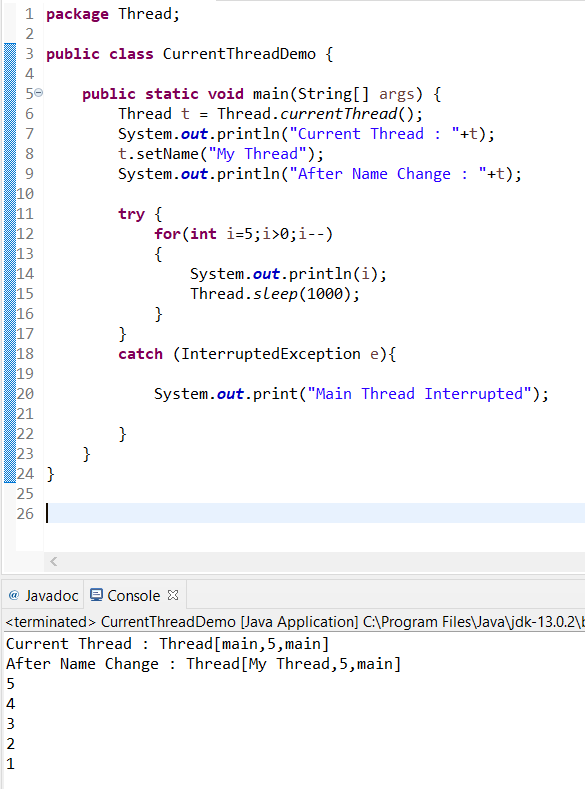 1 package Thread;
2
3 public class CurrentThreadDemo {
4
5 public static void main(String[] args) {
6 Thread t = Thread.currentThread();
7 System.out.println("Current Thread : "+t);
8 t.setName("My Thread");
9 System.out.println("After Name Change : "+t);
10
11 try {
12 for(int i=5;i>0;i--)
13 {
14 System.out.println(i);
15 Thread.sleep(1000);
16 }
17 }
18 catch (InterruptedException e){
19
20 System.out.print("Main Thread Interrupted");
21
22 }
23 }
24 }
25
26
@ Javadoc Console
<terminated> CurrentThreadDemo [Java Application] C:\Program Files\Java\jdk-13.0.2\b
Current Thread : Thread[main,5,main]
After Name Change : Thread[My Thread,5,main]
5
4
3
2
1